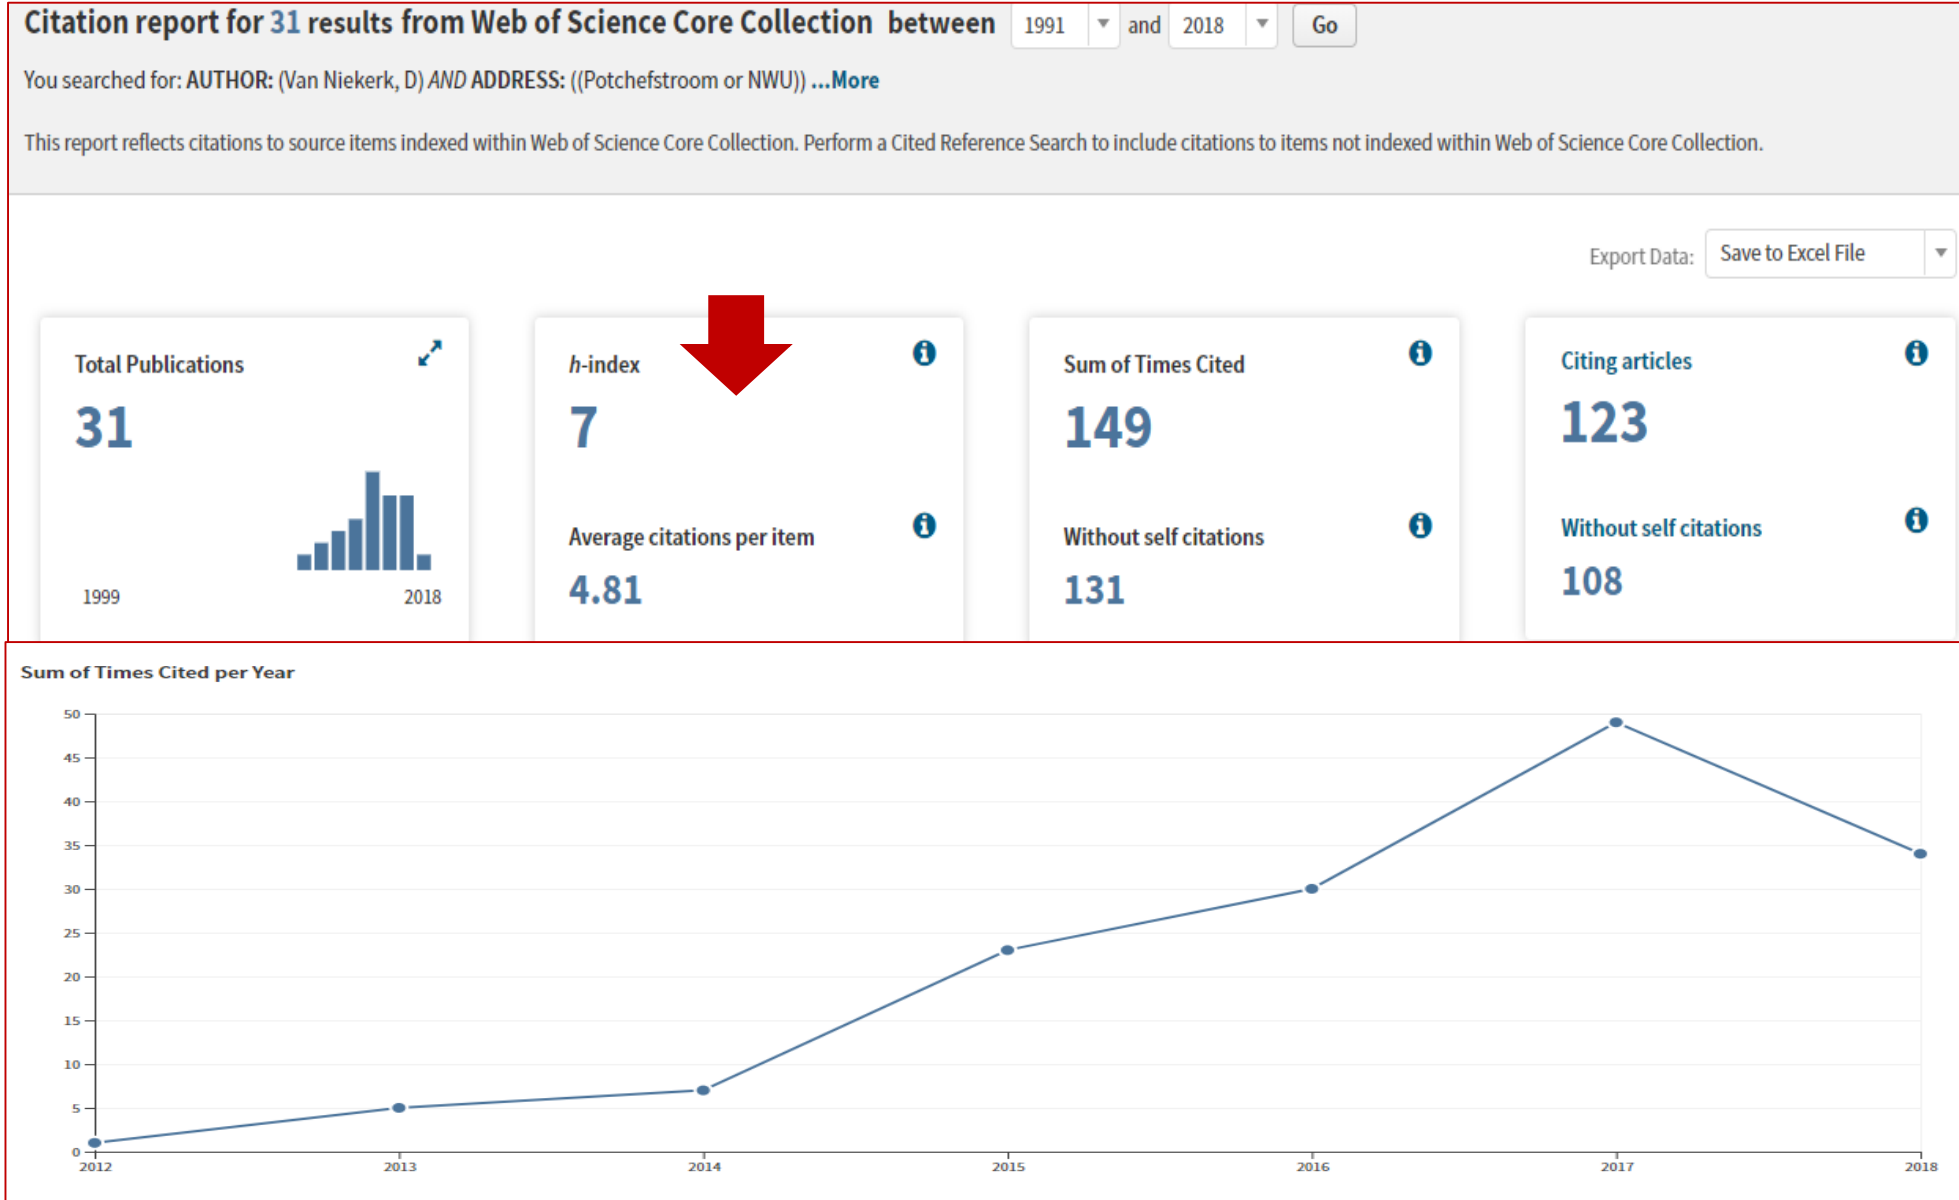 Citation report for 31 results from Web of Science Core Collection between 1991 and 2018 Go
You searched for: AUTHOR: (Van Niekerk, D) AND ADDRESS: ((Potchefstroom or NWU)) ...More
This report reflects citations to source items indexed within Web of Science Core Collection. Perform a Cited Reference Search to include citations to items not indexed within Web of Science Core Collection.
Export Data: Save to Excel File
Total Publications
31
1999 2018
h-index
7
Average citations per item
4.81
Sum of Times Cited
149
Without self citations
131
Citing articles
123
Without self citations
108
Sum of Times Cited per Year
50
45
40
35
30
25
20
15
10
5
0
2012 2013 2014 2015 2016 2017 2018